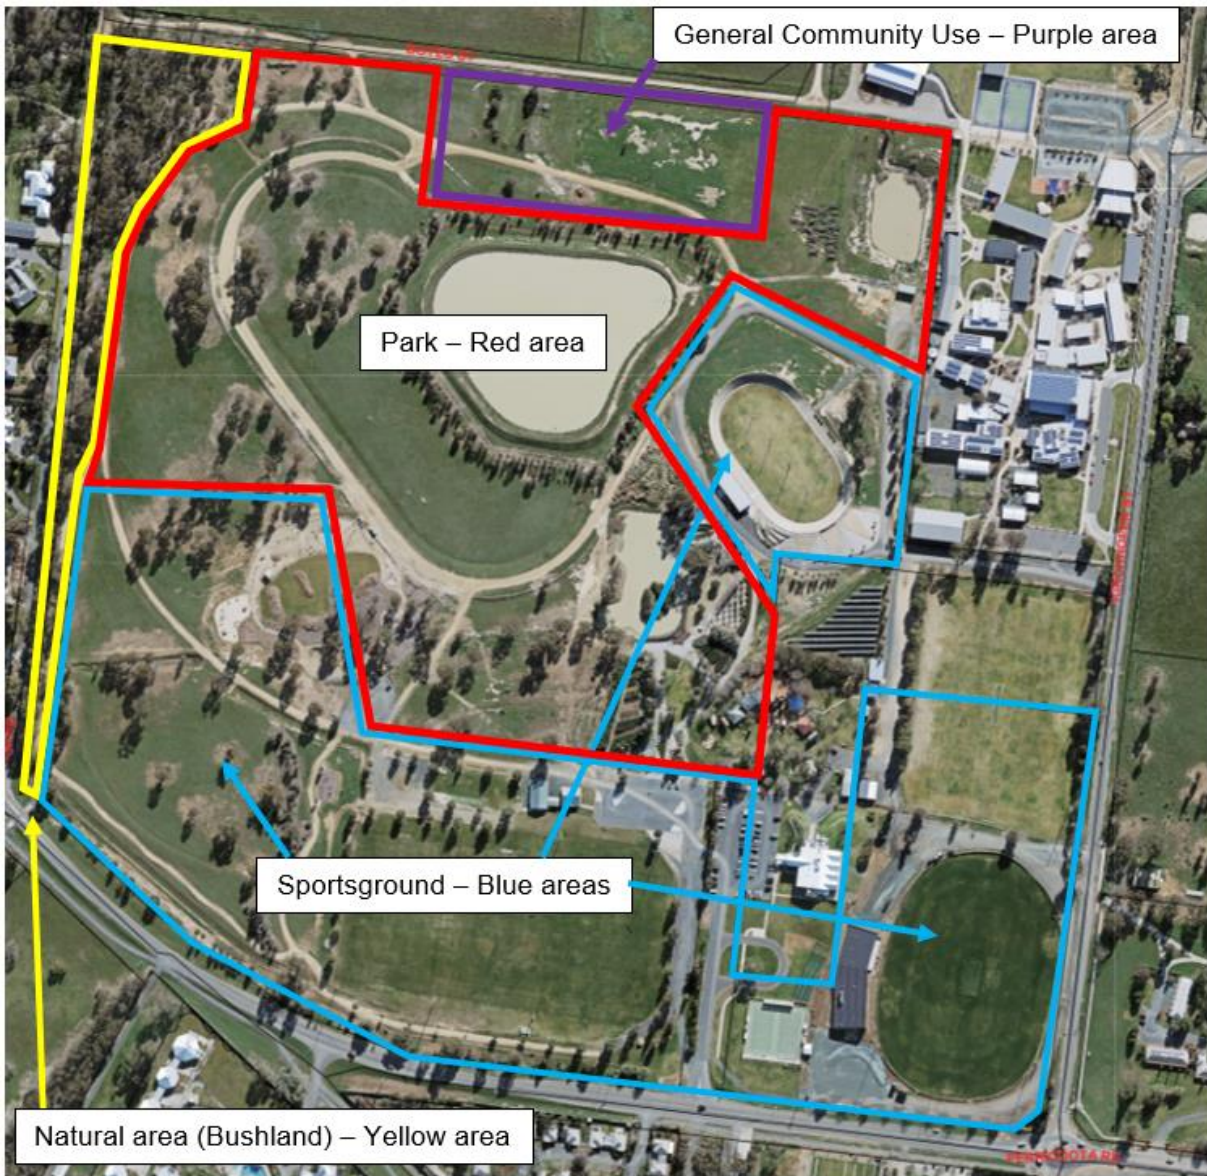 General Community Use – Purple area
Park – Red area
Sportsground – Blue areas
Natural area (Bushland) – Yellow area